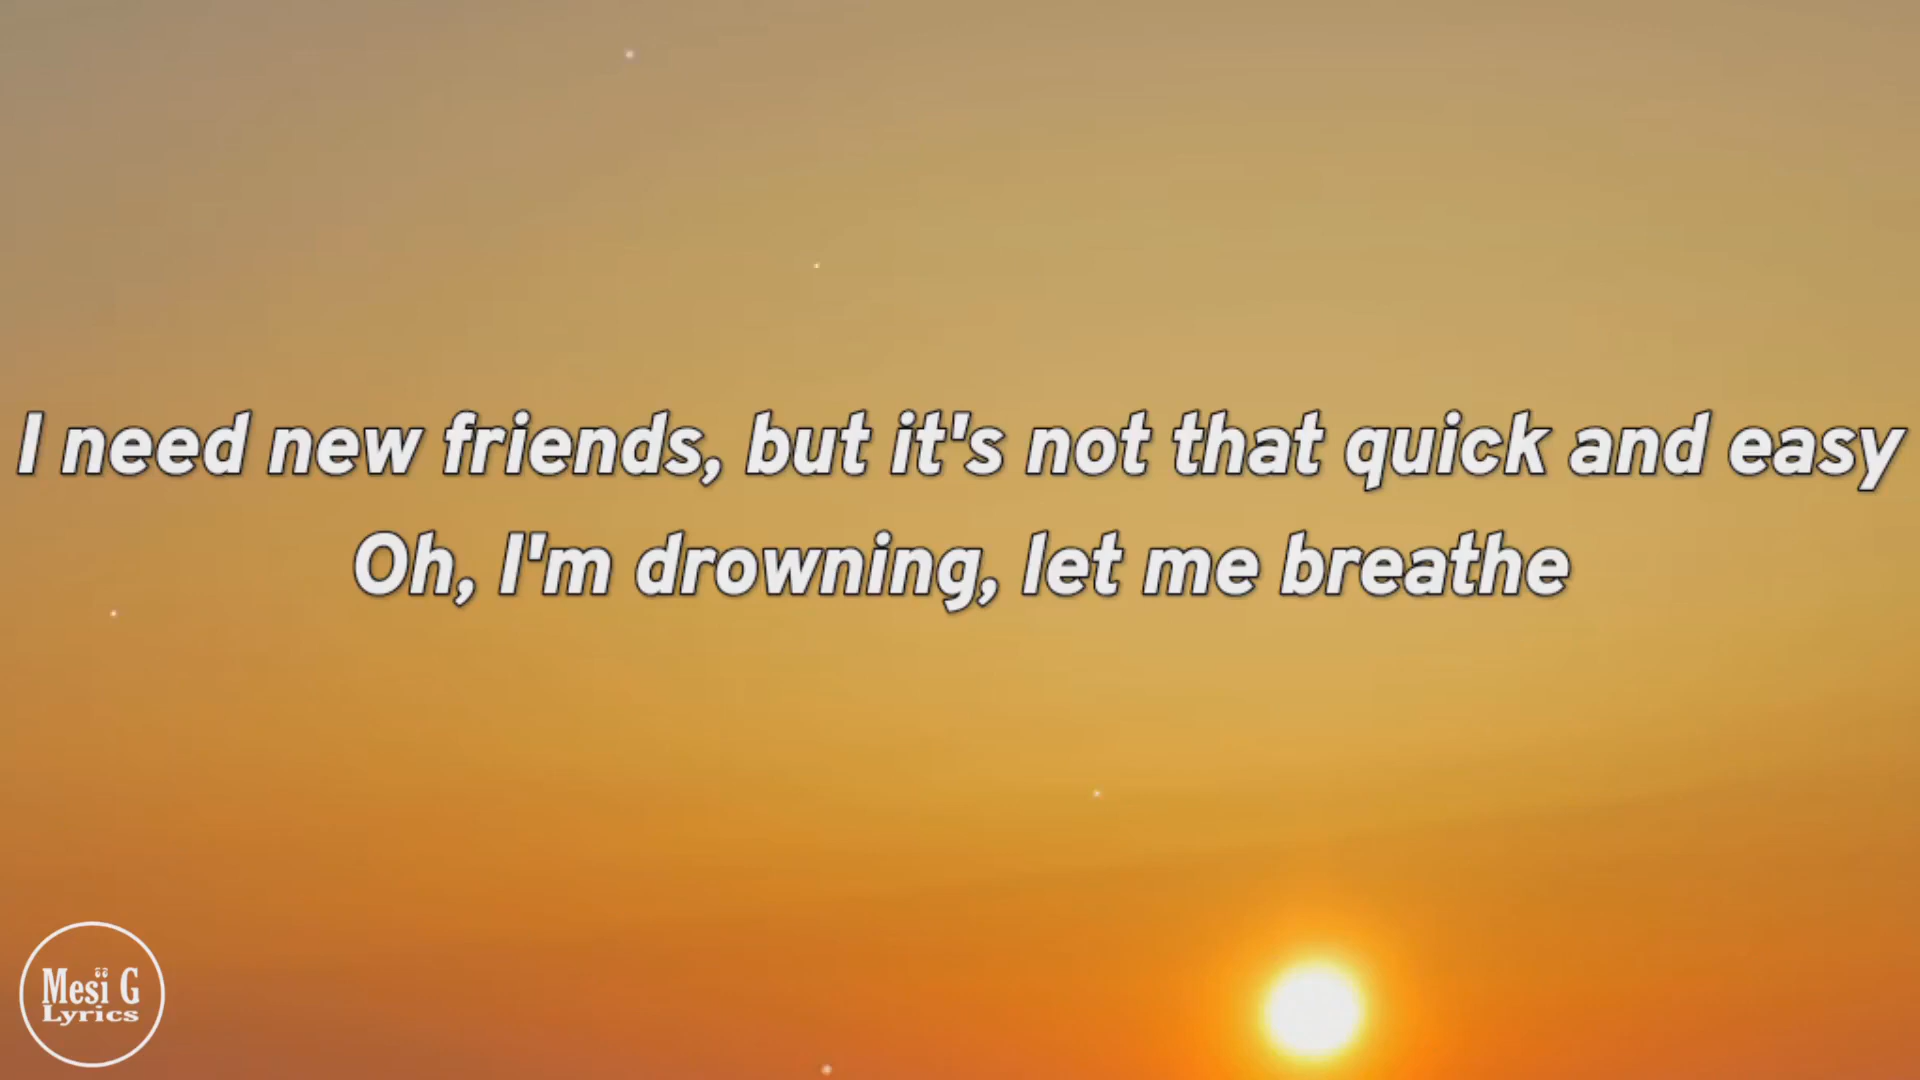 I need new friends, but it's not that quick and easy
Oh, I'm drowning, let me breathe
Mesi G
Lyrics